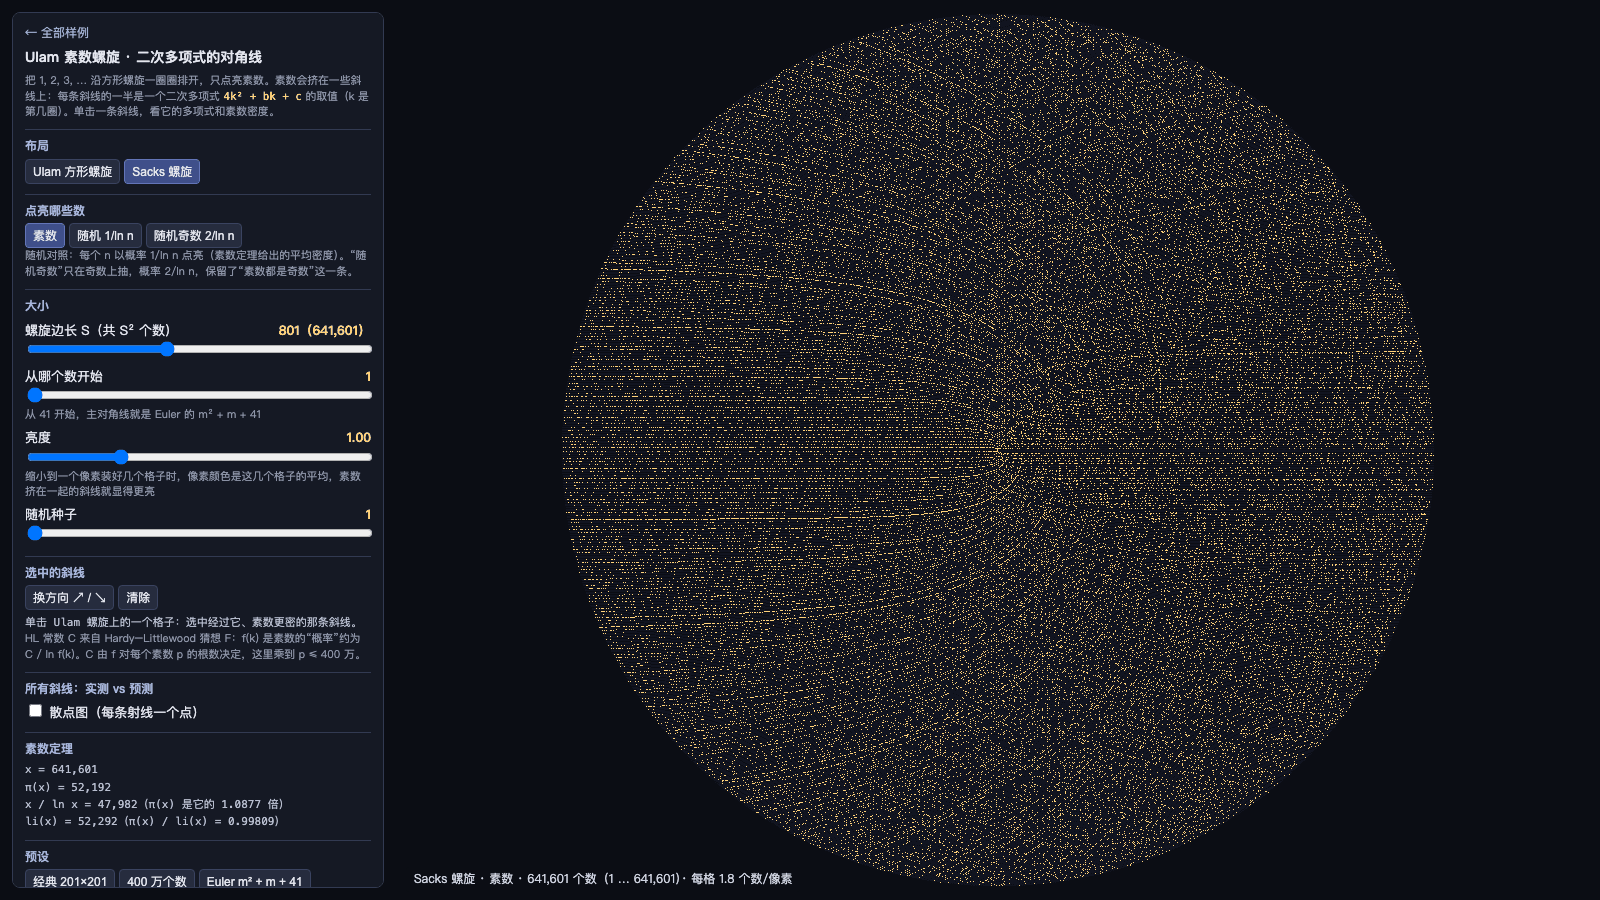 ← 全部样例
Ulam 素数螺旋 · 二次多项式的对角线
把 1, 2, 3, … 沿方形螺旋一圈圈排开，只点亮素数。素数会挤在一些斜
线上：每条斜线的一半是一个二次多项式 4k² + bk + c 的取值（k 是
第几圈）。单击一条斜线，看它的多项式和素数密度。
布局
Ulam 方形螺旋 Sacks 螺旋
点亮哪些数
素数 随机 1/ln n 随机奇数 2/ln n
随机对照：每个 n 以概率 1/ln n 点亮（素数定理给出的平均密度）。“随
机奇数”只在奇数上抽，概率 2/ln n，保留了“素数都是奇数”这一条。
大小
螺旋边长 S（共 S² 个数） 801（641,601）
从哪个数开始 1
从 41 开始，主对角线就是 Euler 的 m² + m + 41
亮度 1.00
缩小到一个像素装好几个格子时，像素颜色是这几个格子的平均，素数
挤在一起的斜线就显得更亮
随机种子 1
选中的斜线
换方向 ↗ / ↘ 清除
单击 Ulam 螺旋上的一个格子：选中经过它、素数更密的那条斜线。
HL 常数 C 来自 Hardy–Littlewood 猜想 F：f(k) 是素数的“概率”约为
C / ln f(k)。C 由 f 对每个素数 p 的根数决定，这里乘到 p ≤ 400 万。
所有斜线：实测 vs 预测
散点图（每条射线一个点）
素数定理
x = 641,601
π(x) = 52,192
x / ln x = 47,982（π(x) 是它的 1.0877 倍）
li(x) = 52,292（π(x) / li(x) = 0.99809）
预设
经典 201×201 400 万个数 Euler m² + m + 41
Sacks 螺旋 · 素数 · 641,601 个数（1 … 641,601）· 每格 1.8 个数/像素